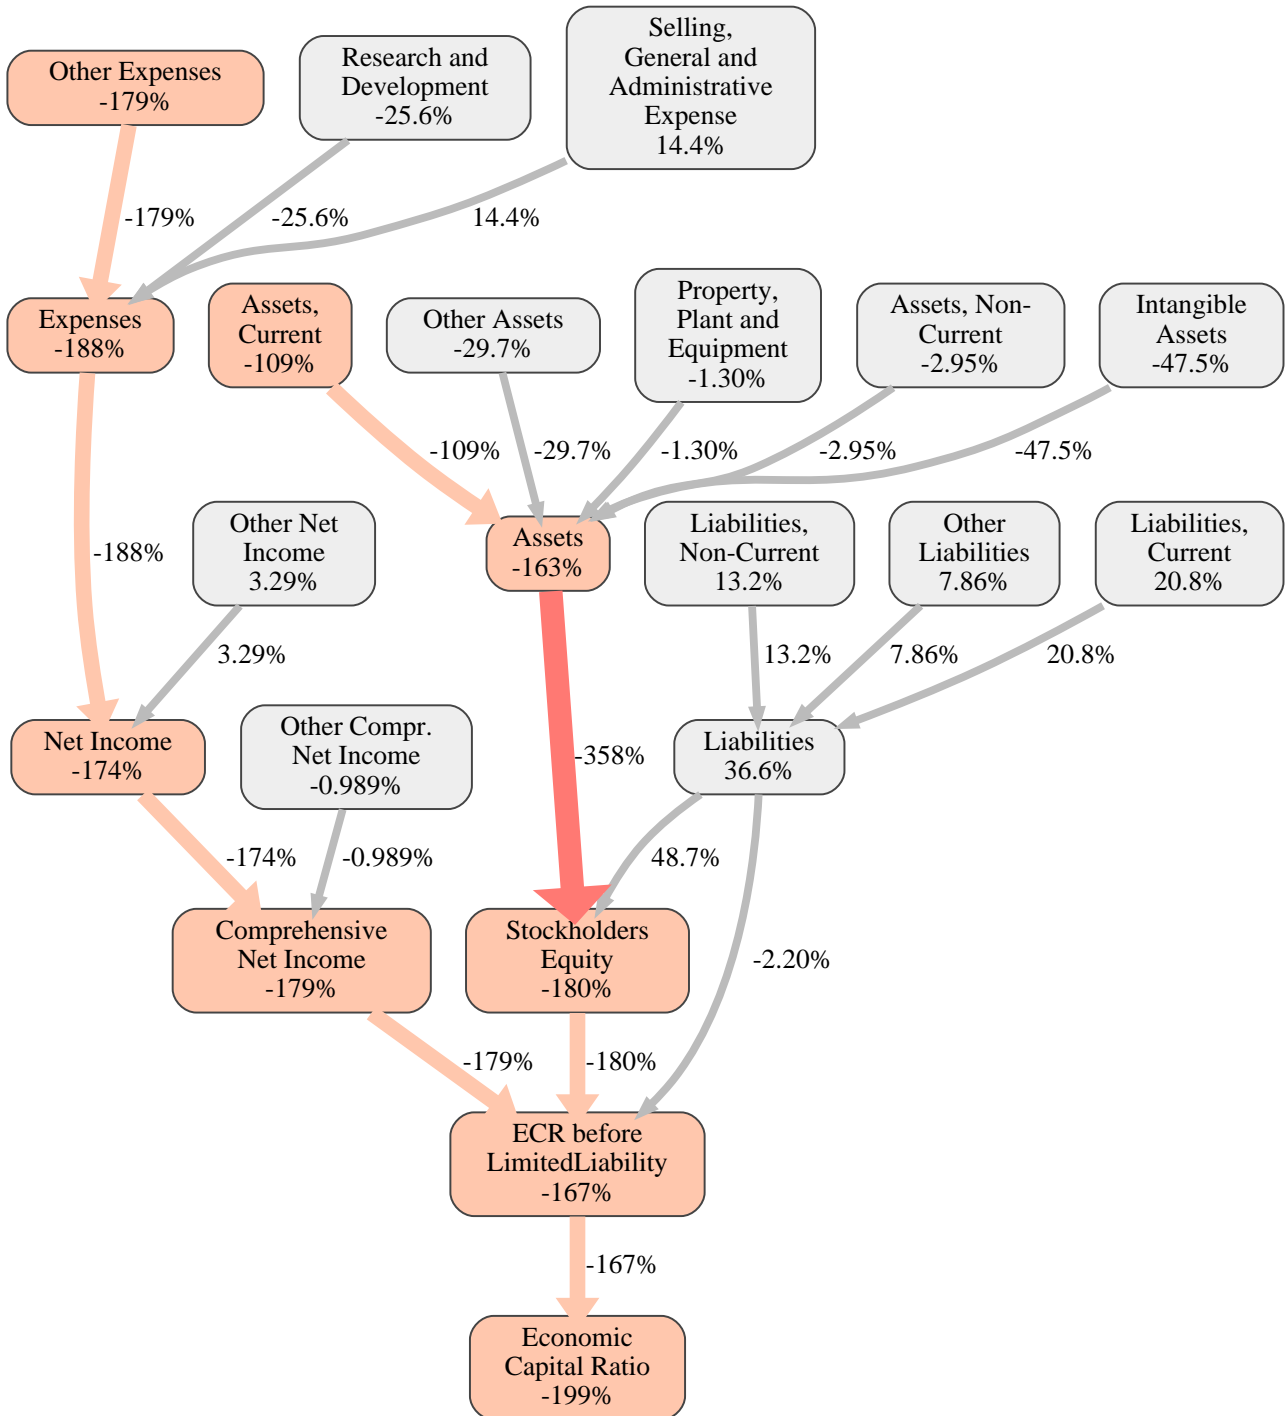 Other Expenses
-179%
Research and
Development
-25.6%
Selling,
General and
Administrative
Expense
14.4%
-179%
-25.6%
14.4%
Expenses
-188%
Assets,
Current
-109%
Other Assets
-29.7%
Property,
Plant and
Equipment
-1.30%
Assets, Non-
Current
-2.95%
Intangible
Assets
-47.5%
-109%
-29.7%
-1.30%
-2.95%
-47.5%
-188%
Other Net
Income
3.29%
Assets
-163%
Liabilities,
Non-Current
13.2%
Other
Liabilities
7.86%
Liabilities,
Current
20.8%
3.29%
13.2%
7.86%
20.8%
Net Income
-174%
Other Compr.
Net Income
-0.989%
-358%
Liabilities
36.6%
-174%
-0.989%
48.7%
-2.20%
Comprehensive
Net Income
-179%
Stockholders
Equity
-180%
-179%
-180%
ECR before
LimitedLiability
-167%
-167%
Economic
Capital Ratio
-199%